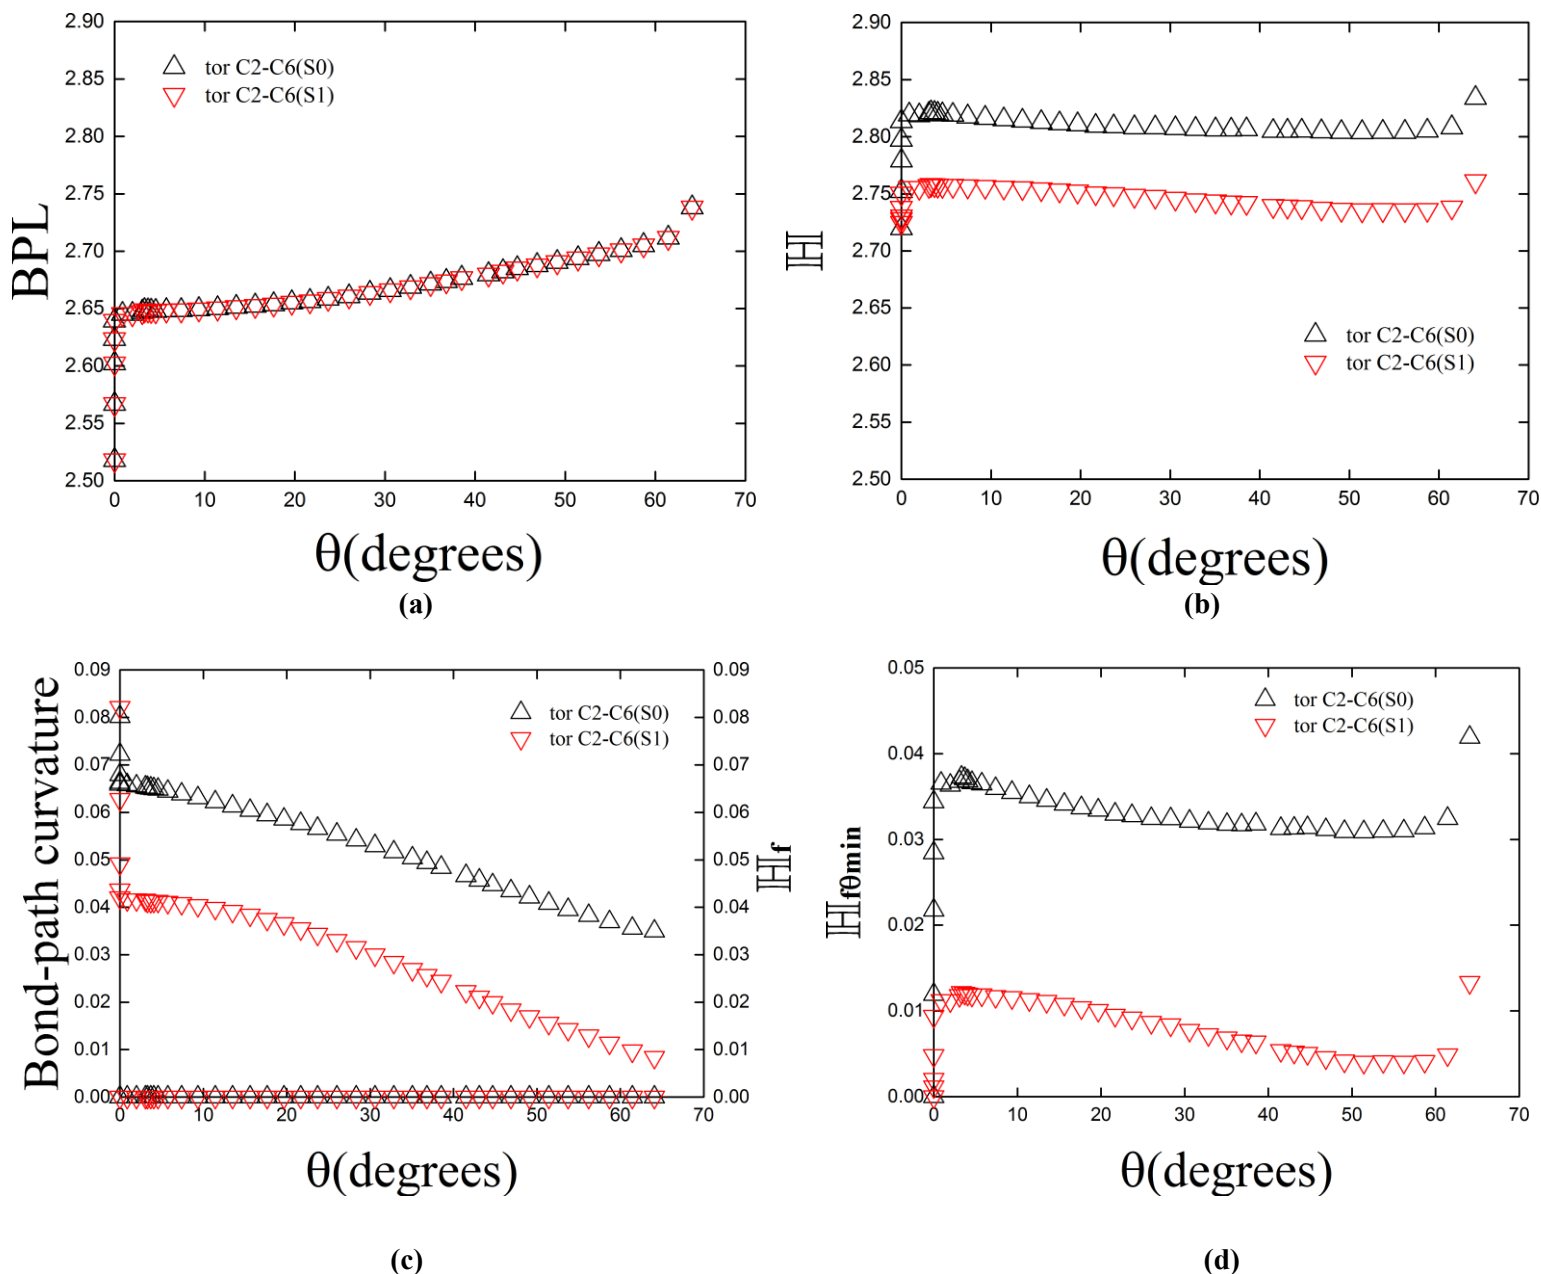 2.90
2.85
2.80
2.75
2.70
2.65
2.60
2.55
2.50
BPL
tor C2-C6(S0)
tor C2-C6(S1)
0 10 20 30 40 50 60 70
θ(degrees)
(a)
2.90
2.85
2.80
2.75
2.70
2.65
2.60
2.55
2.50
ℍ
tor C2-C6(S0)
tor C2-C6(S1)
0 10 20 30 40 50 60 70
θ(degrees)
(b)
0.09
0.08
0.07
0.06
0.05
0.04
0.03
0.02
0.01
0.00
Bond-path curvature
tor C2-C6(S0)
tor C2-C6(S1)
0.09
0.08
0.07
0.06
0.05
0.04
0.03
0.02
0.01
0.00
ℍf
0 10 20 30 40 50 60 70
θ(degrees)
(c)
0.05
0.04
0.03
0.02
0.01
0.00
ℍfθmin
tor C2-C6(S0)
tor C2-C6(S1)
0 10 20 30 40 50 60 70
θ(degrees)
(d)